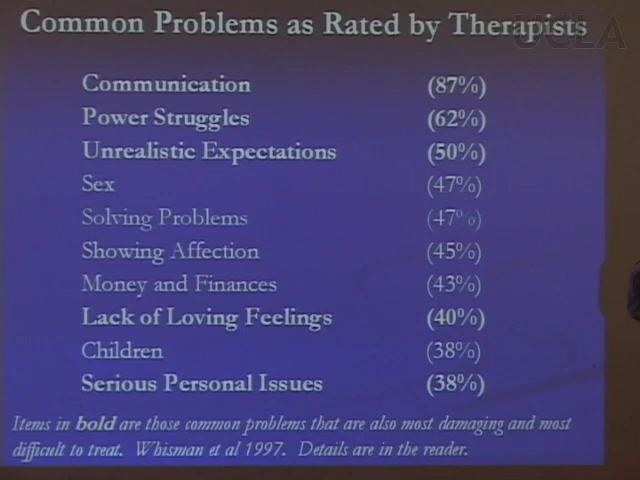 UCLA
Common Problems as Rated by Therapists
Communication (87%)
Power Struggles (62%)
Unrealistic Expectations (50%)
Sex (47%)
Solving Problems (47%)
Showing Affection (45%)
Money and Finances (43%)
Lack of Loving Feelings (40%)
Children (38%)
Serious Personal Issues (38%)
Items in bold are those common problems that are also most damaging and most
difficult to treat. Whisman et al 1997. Details are in the reader.